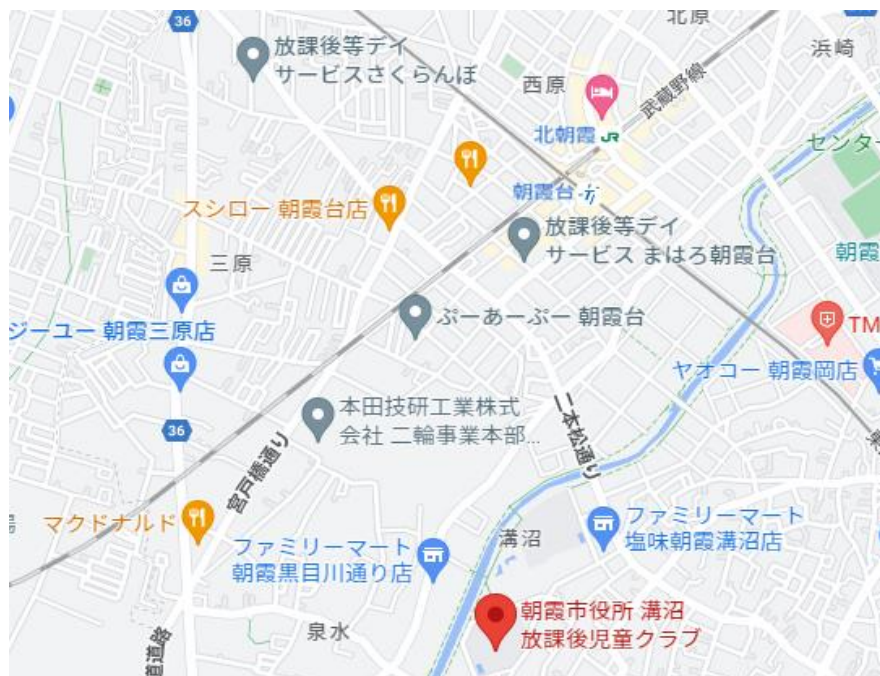 36
北原
放課後等デイ
サービスさくらんぼ
浜崎
西原
武蔵野線
北朝霞 JR
センター
朝霞台
スシロー 朝霞台店
放課後等デイ
サービス まはろ朝霞台
朝霞
三原
ジーユー 朝霞三原店
ぷーあーぷー 朝霞台
TM
ヤオコー 朝霞岡店
本田技研工業株式
会社 二輪事業本部...
36
二本松通り
宮戸橋通り
マクドナルド
ファミリーマート
塩味朝霞溝沼店
溝沼
ファミリーマート
朝霞黒目川通り店
朝霞市役所 溝沼
放課後児童クラブ
泉水
道路